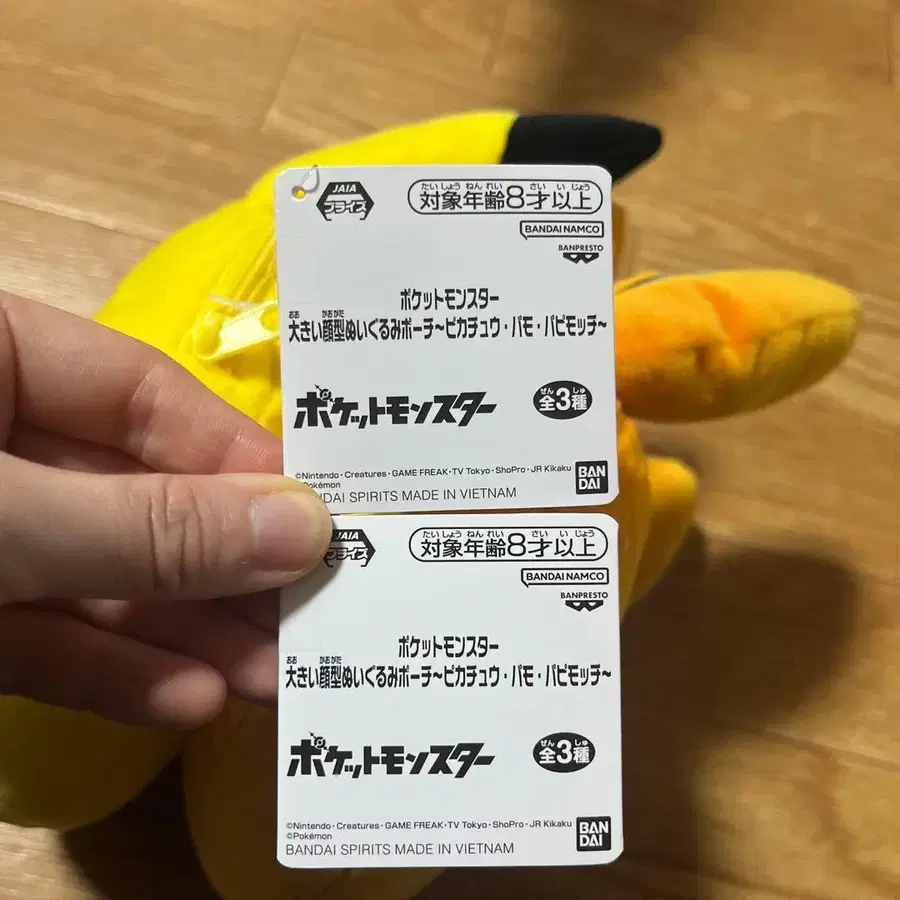 JAIA
プライズ
たいしょうねんれい さい いじょう
対象年齢8才以上
BANDAI NAMCO
BANPRESTO
ポケットモンスター
おお かおがた
大きい顔型ぬいぐるみポーチ~ピカチュウ・パモ・パピモッチ~
ポケットモンスター
ぜん しゅ
全3種
©Nintendo・Creatures・GAME FREAK・TV Tokyo・ShoPro・JR Kikaku
Pokémon
BAN
DAI
DAI SPIRITS MADE IN VIETNAM
JAIA
プライズ
たいしょうねんれい さい いじょう
対象年齢8才以上
BANDAI NAMCO
BANPRESTO
ポケットモンスター
おお かおがた
大きい顔型ぬいぐるみポーチ~ピカチュウ・パモ・パピモッチ~
ポケットモンスター
ぜん しゅ
全3種
©Nintendo・Creatures・GAME FREAK・TV Tokyo・ShoPro・JR Kikaku
©Pokémon
BAN
DAI
BANDAI SPIRITS MADE IN VIETNAM